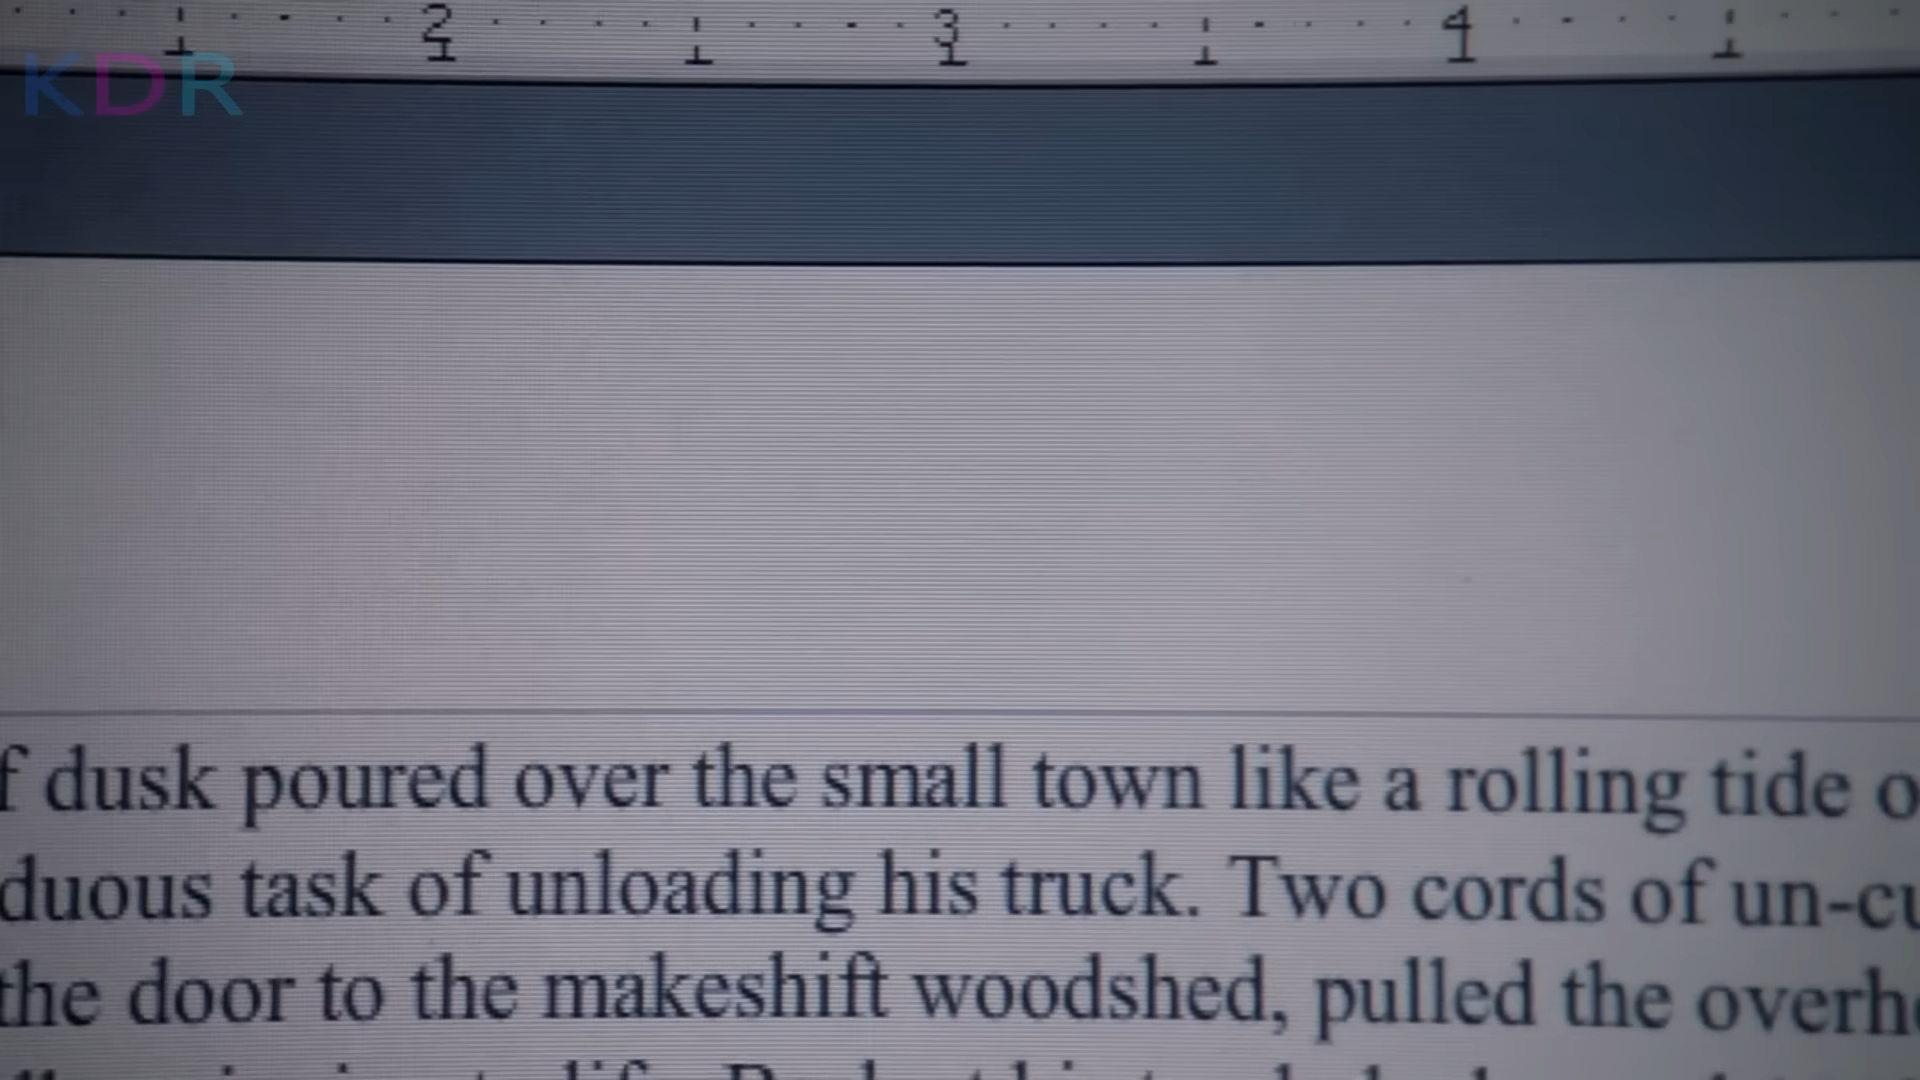 2 3 4
KDR
f dusk poured over the small town like a rolling tide o
duous task of unloading his truck. Two cords of un-cu
the door to the makeshift woodshed, pulled the overhe